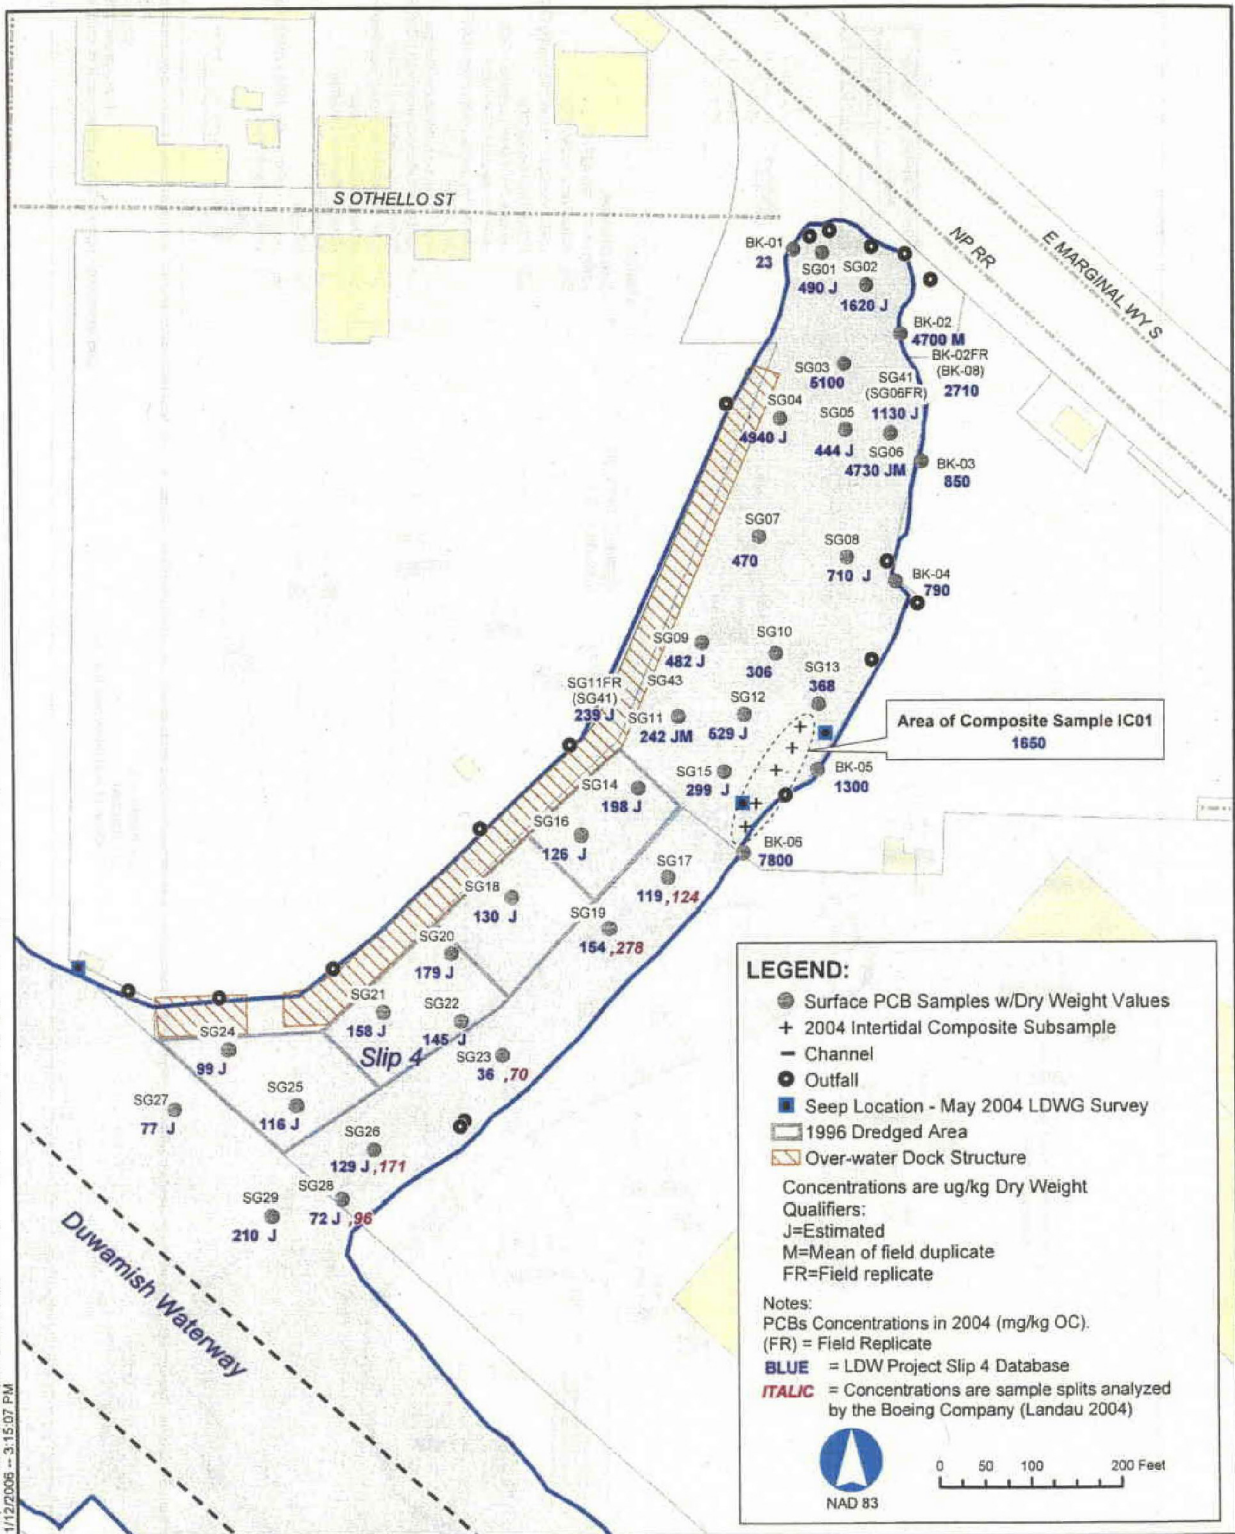 S OTHELLO ST
NP RR
E MARGINAL WY S
BK-01
23
SG01
490 J
SG02
1620 J
BK-02
4700 M
BK-02FR
(BK-08)
2710
SG03
5100
SG41
(SG06FR)
1130 J
SG04
4940 J
SG05
444 J
SG06
4730 JM
BK-03
850
SG07
470
SG08
710 J
BK-04
790
SG09
482 J
SG10
306
SG13
368
SG11FR
(SG41)
239 J
SG43
SG11
242 JM
SG12
529 J
Area of Composite Sample IC01
1650
SG15
299 J
BK-05
1300
SG14
198 J
SG16
126 J
BK-06
7800
SG17
119 ,124
SG18
130 J
SG19
154 ,278
SG20
179 J
SG21
158 J
SG22
145 J
Slip 4
SG23
36 ,70
SG24
99 J
SG25
116 J
SG27
77 J
SG26
129 J ,171
SG28
72 J ,96
SG29
210 J
Duwamish Waterway
LEGEND:
Surface PCB Samples w/Dry Weight Values
2004 Intertidal Composite Subsample
Channel
Outfall
Seep Location - May 2004 LDWG Survey
1996 Dredged Area
Over-water Dock Structure
Concentrations are ug/kg Dry Weight
Qualifiers:
J=Estimated
M=Mean of field duplicate
FR=Field replicate
Notes:
PCBs Concentrations in 2004 (mg/kg OC).
(FR) = Field Replicate
BLUE = LDW Project Slip 4 Database
ITALIC = Concentrations are sample splits analyzed
by the Boeing Company (Landau 2004)
NAD 83
0 50 100 200 Feet
1/12/2006 -- 3:15:07 PM